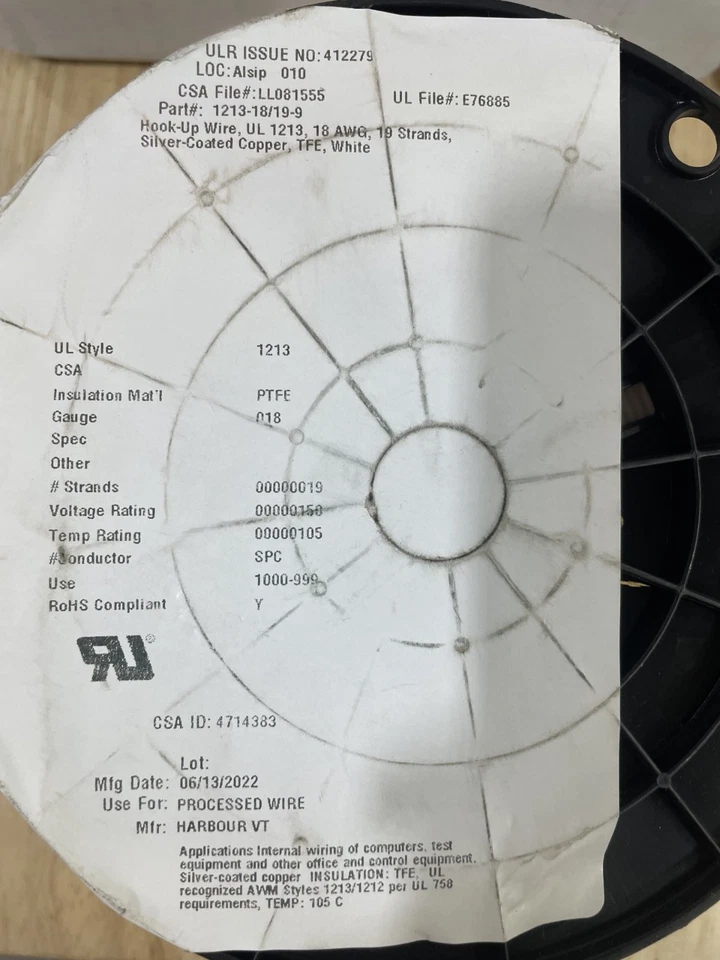 ULR ISSUE NO: 412279
LOC: Alsip 010
CSA File#: LL081555
UL File#: E76885
Part#: 1213-18/19-9
Hook-Up Wire, UL 1213, 18 AWG, 19 Strands,
Silver-Coated Copper, TFE, White
UL Style 1213
CSA
Insulation Mat'l PTFE
Gauge 018
Spec
Other
# Strands 00000019
Voltage Rating 00000150
Temp Rating 00000105
#Conductor SPC
Use 1000-999
RoHS Compliant Y
RU®
CSA ID: 4714383
Lot:
Mfg Date: 06/13/2022
Use For: PROCESSED WIRE
Mfr: HARBOUR VT
Applications Internal wiring of computers, test
equipment and other office and control equipment.
Silver-coated copper INSULATION: TFE, UL
recognized AWM Styles 1213/1212 per UL 758
requirements, TEMP: 105 C